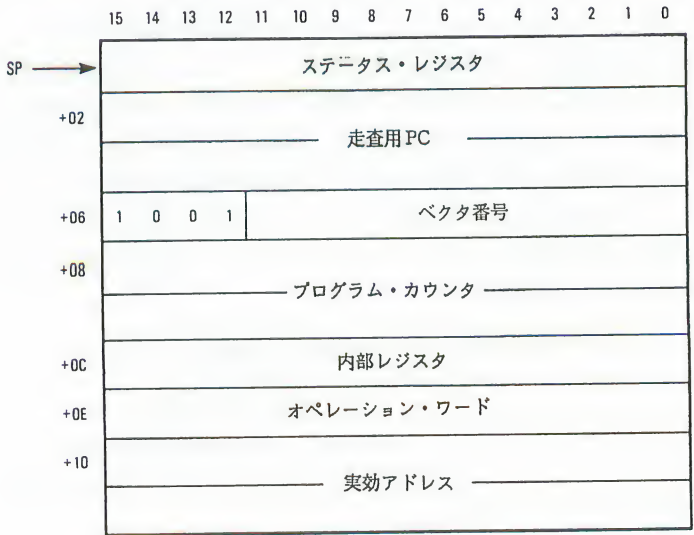 15 14 13 12 11 10 9 8 7 6 5 4 3 2 1 0
SP ステータス・レジスタ
+02 走査用PC
+06 1 0 0 1 ベクタ番号
+08 プログラム・カウンタ
+0C 内部レジスタ
+0E オペレーション・ワード
+10 実効アドレス